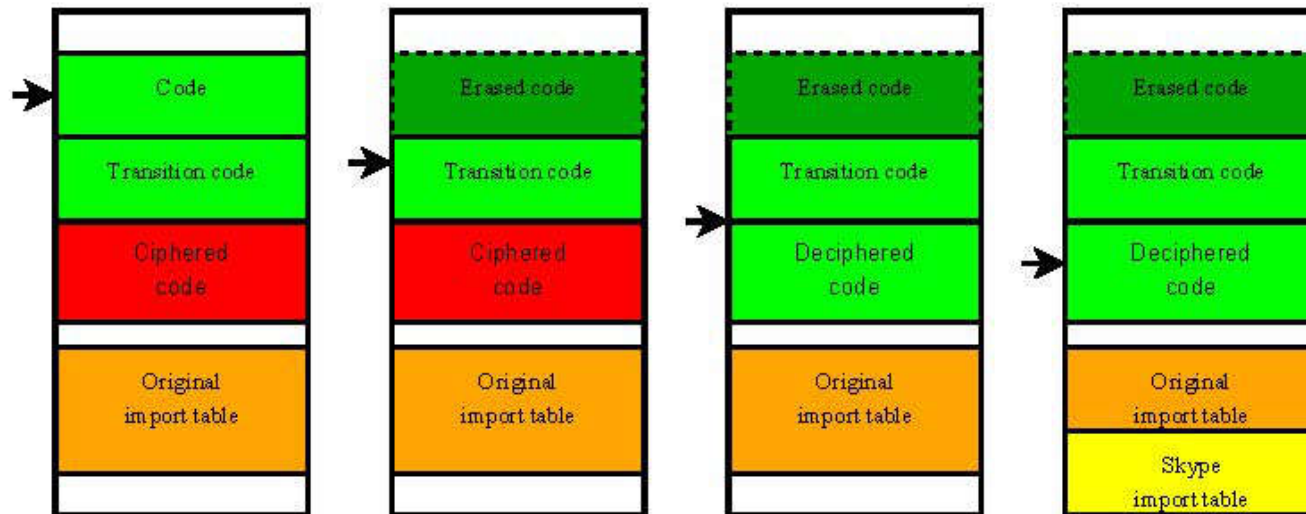 Code
Transition code
Ciphered
code
Original
import table
Erased code
Transition code
Ciphered
code
Original
import table
Erased code
Transition code
Deciphered
code
Original
import table
Erased code
Transition code
Deciphered
code
Original
import table
Skype
import table